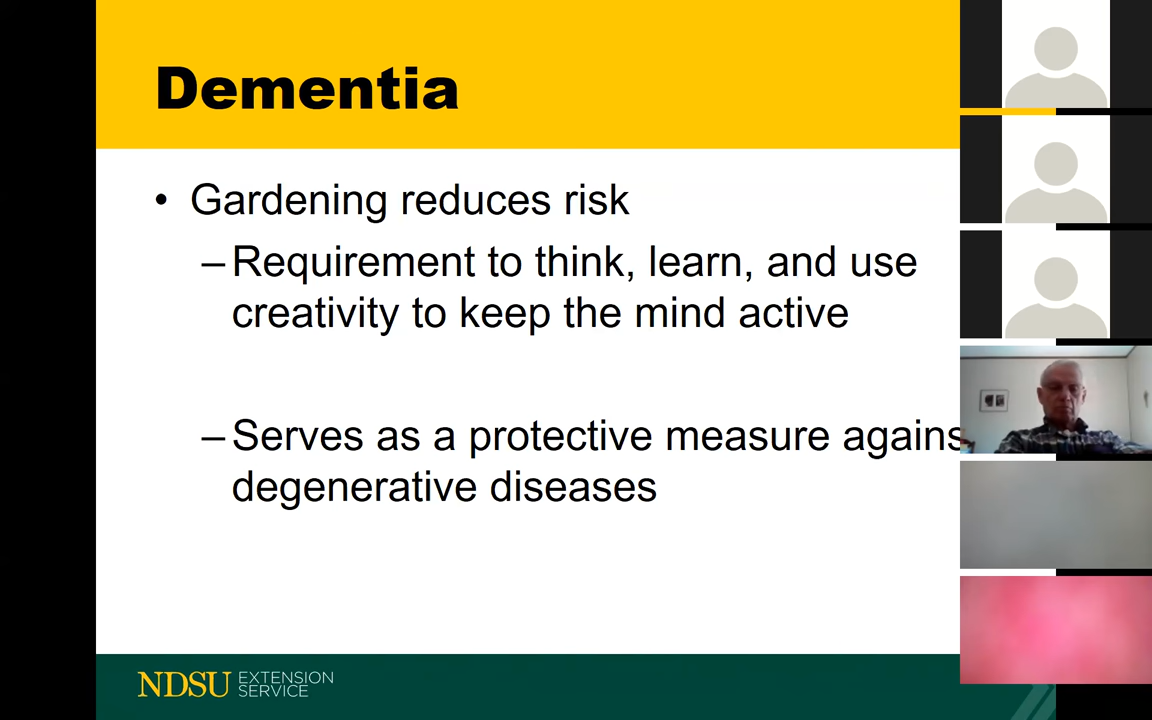 Dementia
• Gardening reduces risk
–Requirement to think, learn, and use
creativity to keep the mind active
–Serves as a protective measure agains
degenerative diseases
NDSU EXTENSION
SERVICE